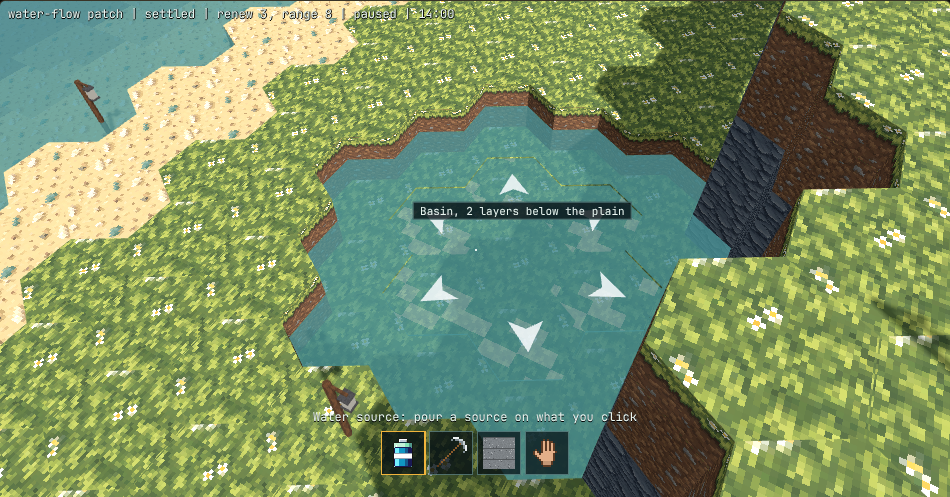 water-flow patch | settled | renew 3, range 8 | paused | 14:00
Basin, 2 layers below the plain
Water source: pour a source on what you click